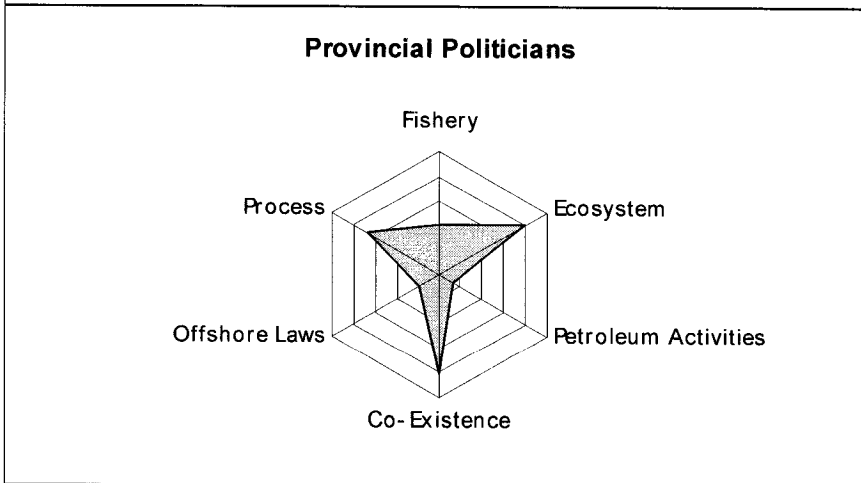 Provincial Politicians
Fishery
Process
Ecosystem
Offshore Laws
Petroleum Activities
Co-Existence